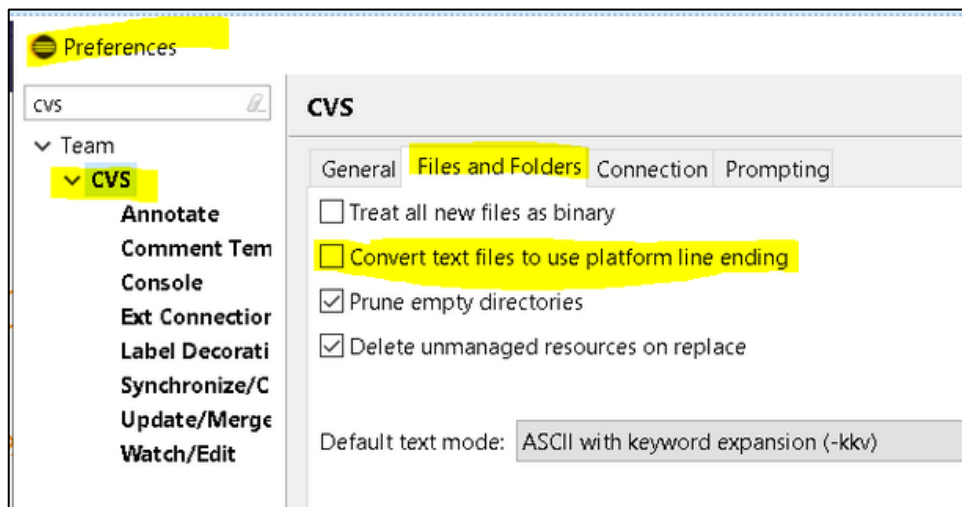 Preferences
cvs
Team
CVS
Annotate
Comment Tem
Console
Ext Connection
Label Decorati
Synchronize/C
Update/Merge
Watch/Edit
CVS
General Files and Folders Connection Prompting
Treat all new files as binary
Convert text files to use platform line ending
Prune empty directories
Delete unmanaged resources on replace
Default text mode: ASCII with keyword expansion (-kkv)